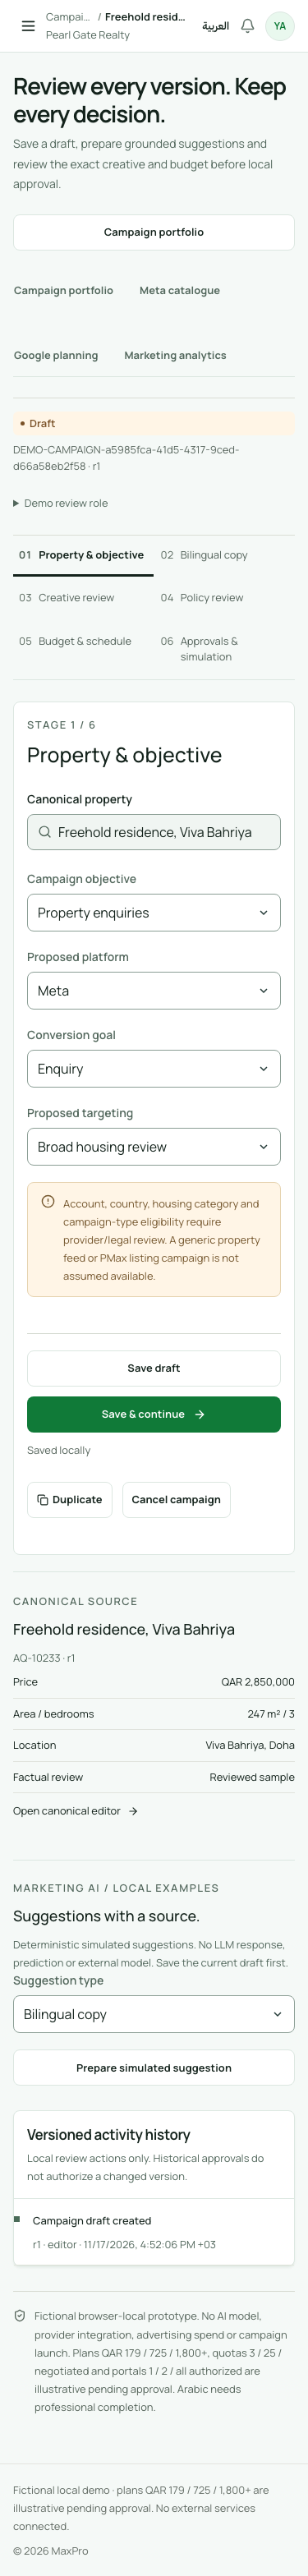 Campai... / Freehold resid...
العربية
YA
Pearl Gate Realty
Review every version. Keep
every decision.
Save a draft, prepare grounded suggestions and
review the exact creative and budget before local
approval.
Campaign portfolio
Campaign portfolio Meta catalogue
Google planning Marketing analytics
Draft
DEMO-CAMPAIGN-a5985fca-41d5-4317-9ced-
d66a58eb2f58 · r1
Demo review role
01 Property & objective
02 Bilingual copy
03 Creative review
04 Policy review
05 Budget & schedule
06 Approvals &
simulation
STAGE 1 / 6
Property & objective
Canonical property
Freehold residence, Viva Bahriya
Campaign objective
Property enquiries
Proposed platform
Meta
Conversion goal
Enquiry
Proposed targeting
Broad housing review
Account, country, housing category and
campaign-type eligibility require
provider/legal review. A generic property
feed or PMax listing campaign is not
assumed available.
Save draft
Save & continue
Saved locally
Duplicate
Cancel campaign
CANONICAL SOURCE
Freehold residence, Viva Bahriya
AQ-10233 · r1
Price QAR 2,850,000
Area / bedrooms 247 m² / 3
Location Viva Bahriya, Doha
Factual review Reviewed sample
Open canonical editor
MARKETING AI / LOCAL EXAMPLES
Suggestions with a source.
Deterministic simulated suggestions. No LLM response,
prediction or external model. Save the current draft first.
Suggestion type
Bilingual copy
Prepare simulated suggestion
Versioned activity history
Local review actions only. Historical approvals do
not authorize a changed version.
Campaign draft created
r1 · editor · 11/17/2026, 4:52:06 PM +03
Fictional browser-local prototype. No AI model,
provider integration, advertising spend or campaign
launch. Plans QAR 179 / 725 / 1,800+, quotas 3 / 25 /
negotiated and portals 1 / 2 / all authorized are
illustrative pending approval. Arabic needs
professional completion.
Fictional local demo · plans QAR 179 / 725 / 1,800+ are
illustrative pending approval. No external services
connected.
© 2026 MaxPro